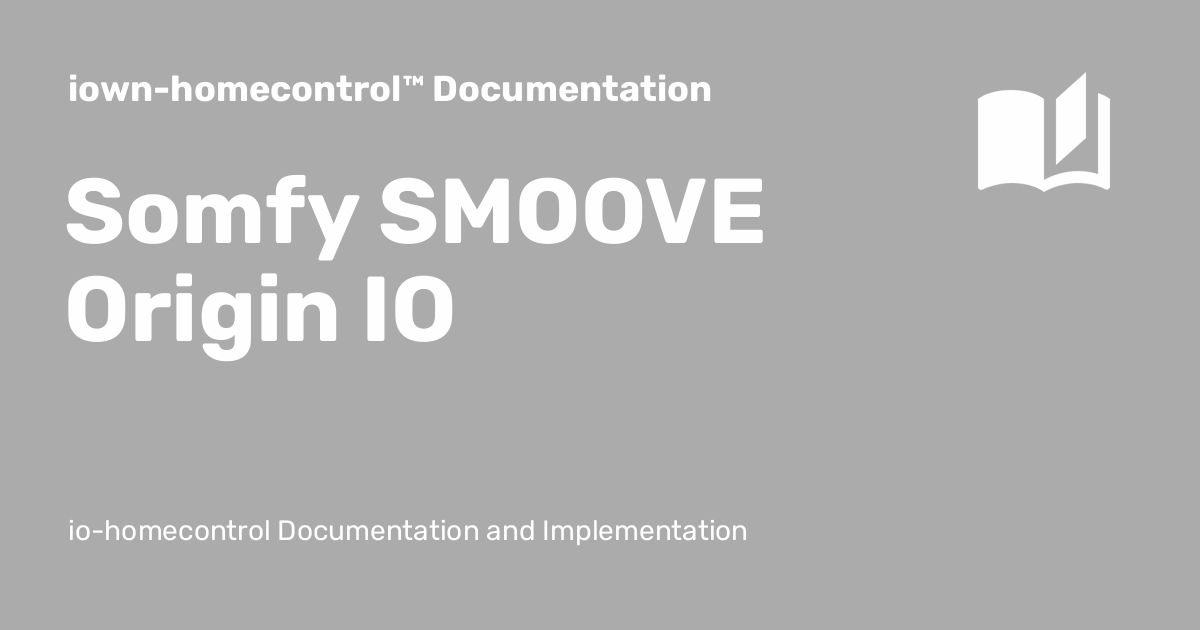 iown-homecontrol™ Documentation
Somfy SMOOVE
Origin IO
io-homecontrol Documentation and Implementation